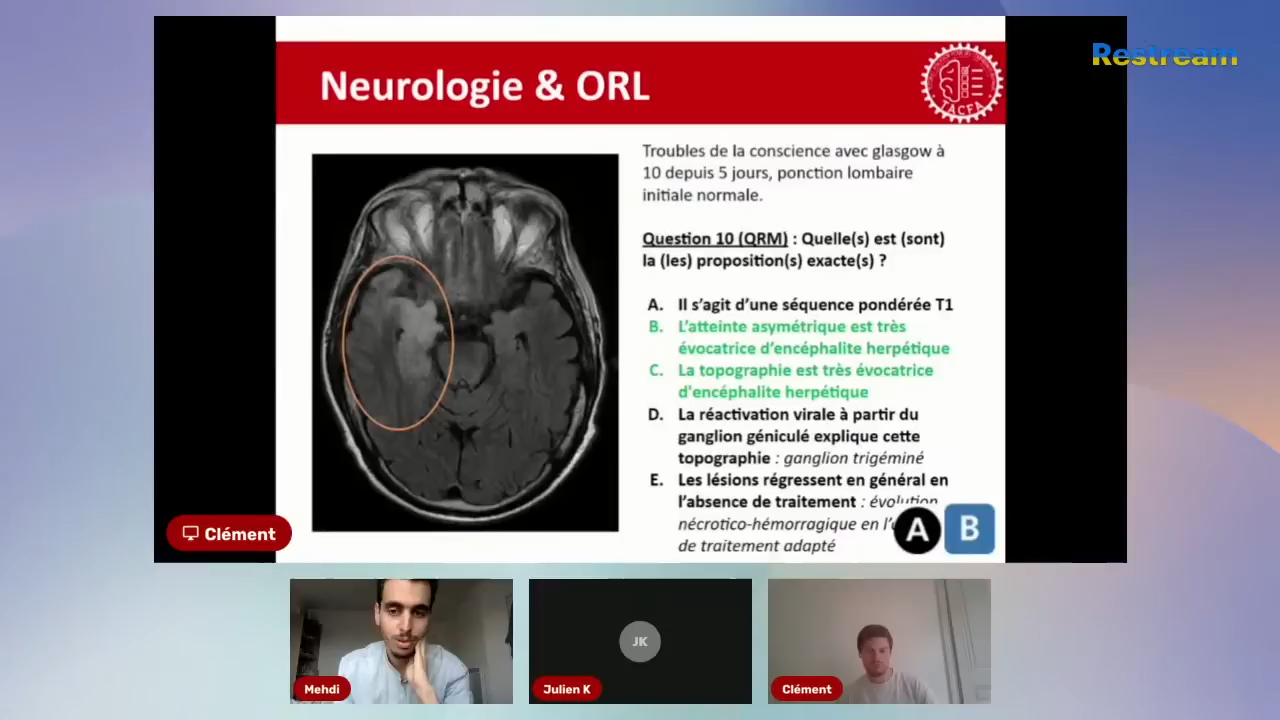 Restream
Neurologie & ORL
TACFA
Troubles de la conscience avec glasgow à
10 depuis 5 jours, ponction lombaire
initiale normale.
Question 10 (QRM) : Quelle(s) est (sont)
la (les) proposition(s) exacte(s) ?
A. Il s’agit d’une séquence pondérée T1
B. L’atteinte asymétrique est très
évocatrice d’encéphalite herpétique
C. La topographie est très évocatrice
d'encéphalite herpétique
D. La réactivation virale à partir du
ganglion géniculé explique cette
topographie : ganglion trigéminé
E. Les lésions régressent en général en
l’absence de traitement : évolution
nécrotico-hémorragique en
de traitement adapté
A B
Clément
JK
Mehdi
Julien K
Clément